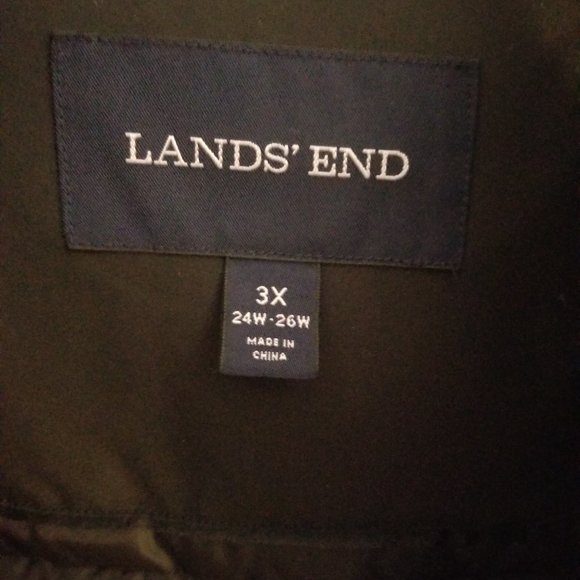 LANDS' END
3X
24W-26W
MADE IN
CHINA